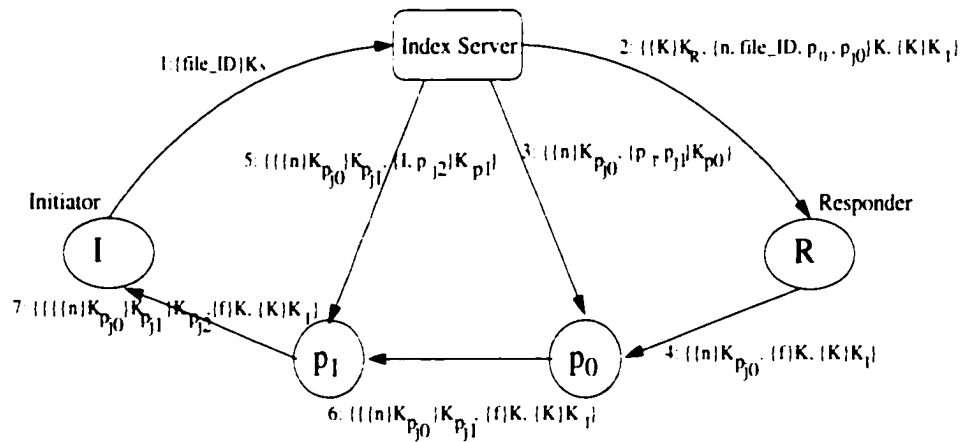 Index Server
1:{file_ID}K
2: {{K}K_R, {n, file_ID, p_0, p_j0}K, {K}K_I}
5: {{{n}K_pj0}K_pj1, {I, p_j2}K_p1}
3: {{n}K_pj0, {p_1, p_j1}K_p0}
Initiator
Responder
I
R
7: {{{{n}K_pj0}K_pj1}K_pj2, {f}K, {K}K_I}
p_1
p_0
4: {{n}K_pj0, {f}K, {K}K_I}
6: {{{n}K_pj0}K_pj1, {f}K, {K}K_I}